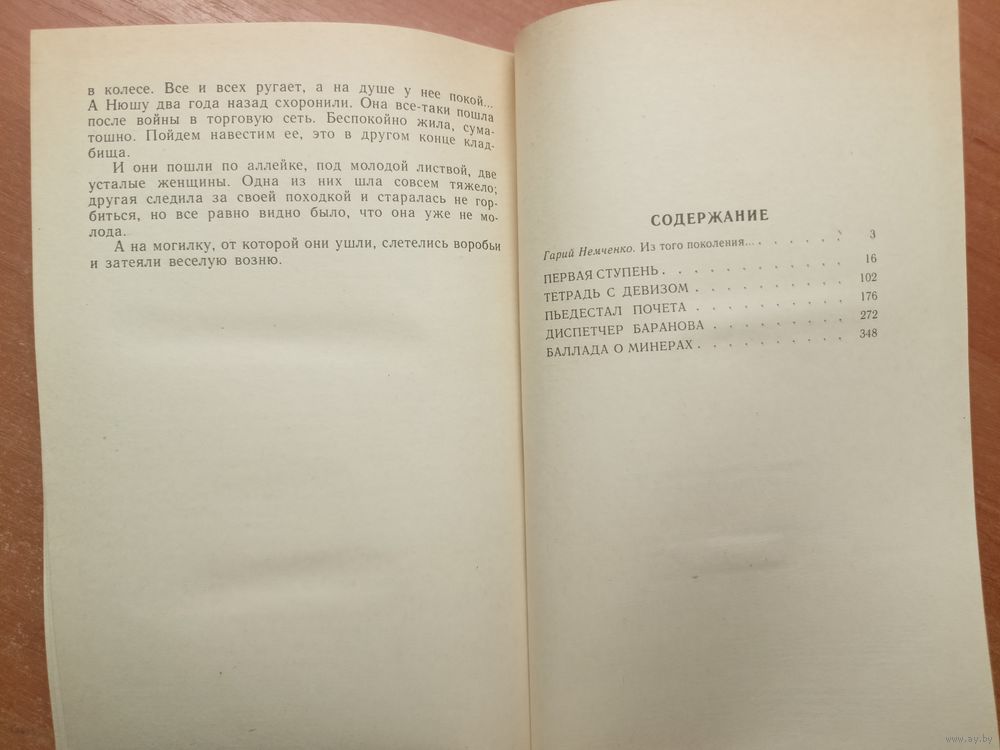 в колесе. Все и всех ругает, а на душе у нее покой...
А Нюшу два года назад схоронили. Она все-таки пошла
после войны в торговую сеть. Беспокойно жила, сума-
тошно. Пойдем навестим ее, это в другом конце клад-
бища.
И они пошли по аллейке, под молодой листвой, две
усталые женщины. Одна из них шла совсем тяжело;
другая следила за своей походкой и старалась не гор-
биться, но все равно видно было, что она уже не мо-
лода.
А на могилку, от которой они ушли, слетелись воробьи
и затеяли веселую возню.
СОДЕРЖАНИЕ
Гарий Немченко. Из того поколения... . . . . . . 3
ПЕРВАЯ СТУПЕНЬ . . . . . . . . . . 16
ТЕТРАДЬ С ДЕВИЗОМ . . . . . . . . . 102
ПЬЕДЕСТАЛ ПОЧЕТА . . . . . . . . . 176
ДИСПЕТЧЕР БАРАНОВА . . . . . . . . 272
БАЛЛАДА О МИНЕРАХ . . . . . . . . . 348
www.ay.by